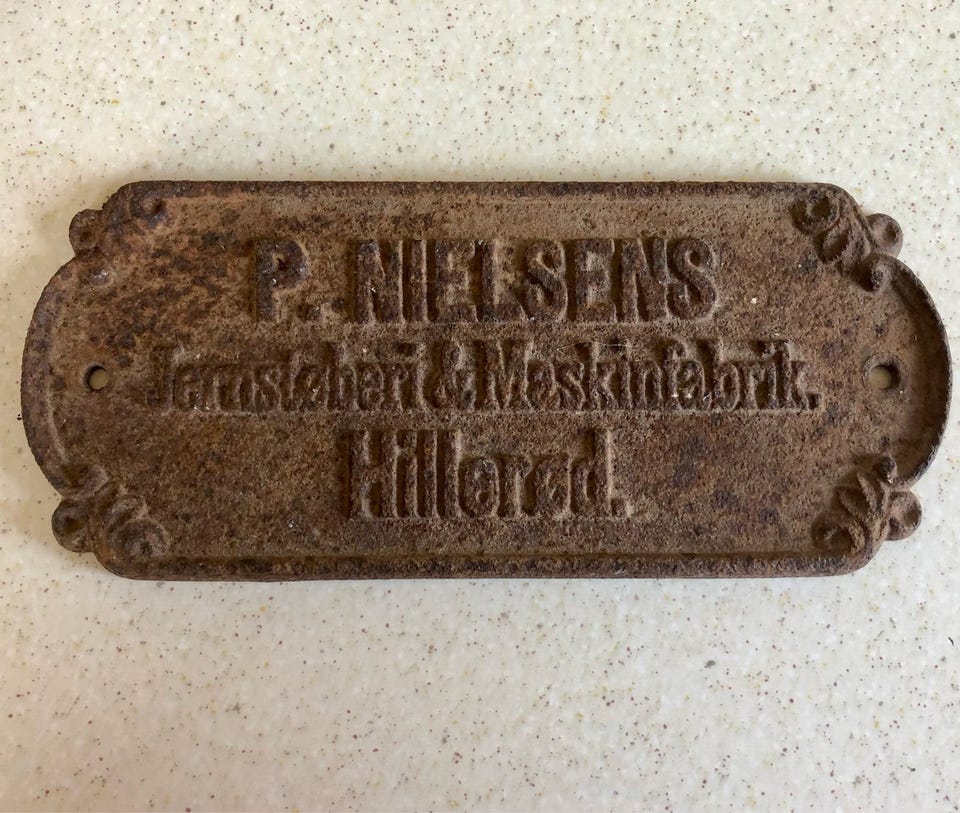 P. NIELSENS
Jernstøberi & Maskinfabrik.
Hillerød.